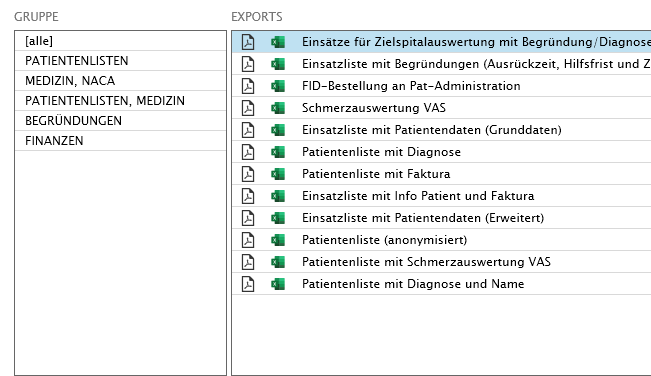 GRUPPE
[alle]
PATIENTENLISTEN
MEDIZIN, NACA
PATIENTENLISTEN, MEDIZIN
BEGRÜNDUNGEN
FINANZEN
EXPORTS
Einsätze für Zielspitalauswertung mit Begründung/Diagnose
Einsatzliste mit Begründungen (Ausrückzeit, Hilfsfrist und Z
FID-Bestellung an Pat-Administration
Schmerzauswertung VAS
Einsatzliste mit Patientendaten (Grunddaten)
Patientenliste mit Diagnose
Patientenliste mit Faktura
Einsatzliste mit Info Patient und Faktura
Einsatzliste mit Patientendaten (Erweitert)
Patientenliste (anonymisiert)
Patientenliste mit Schmerzauswertung VAS
Patientenliste mit Diagnose und Name